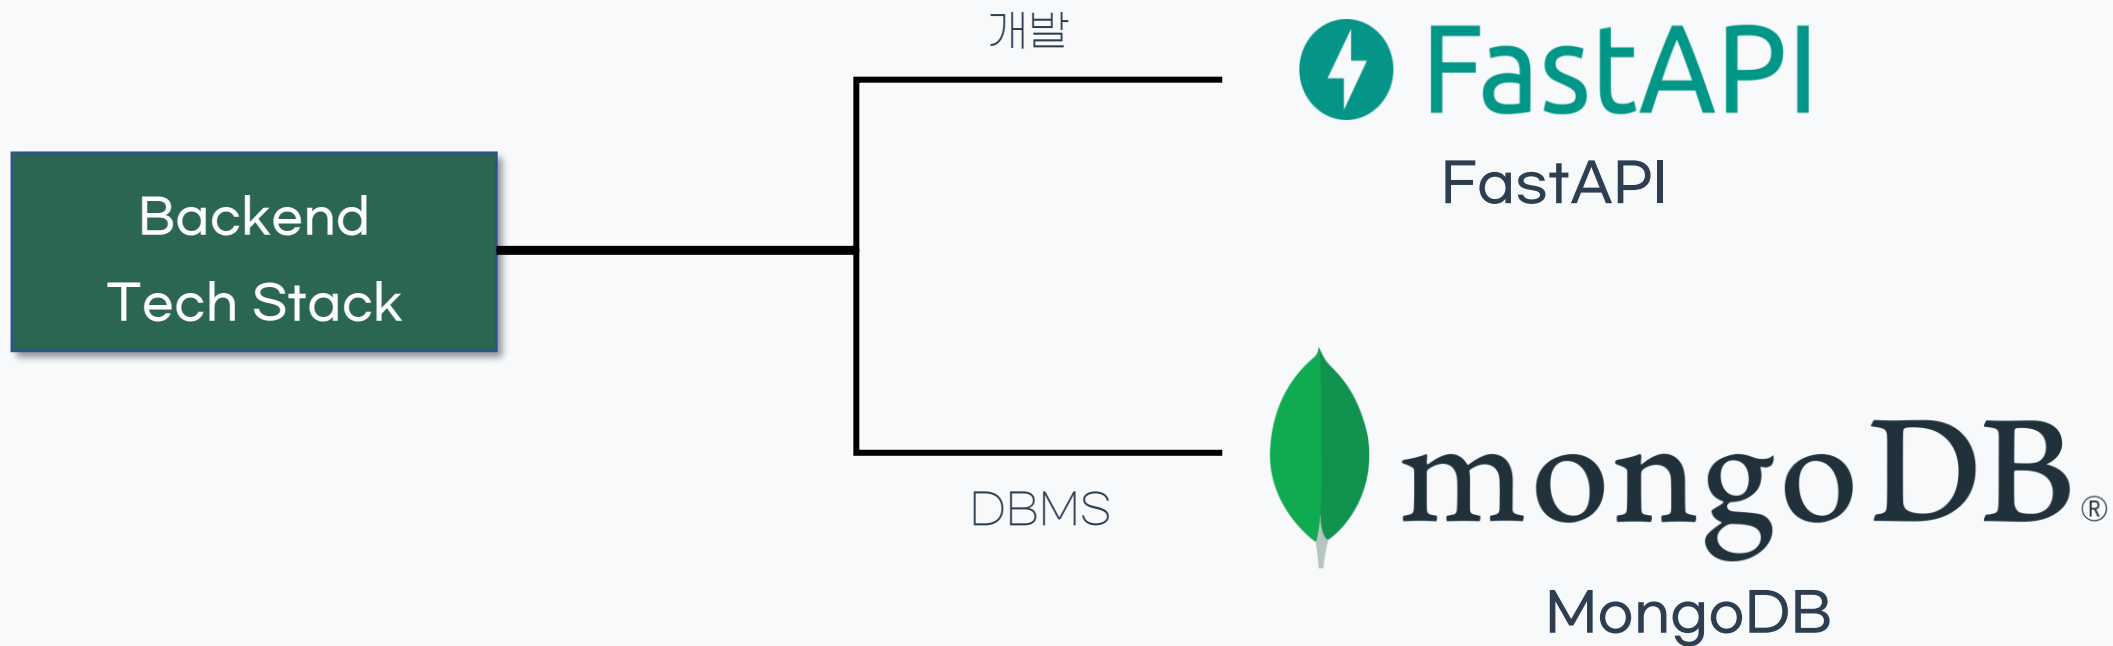 개발
FastAPI
FastAPI
Backend
Tech Stack
mongoDB®
DBMS
MongoDB